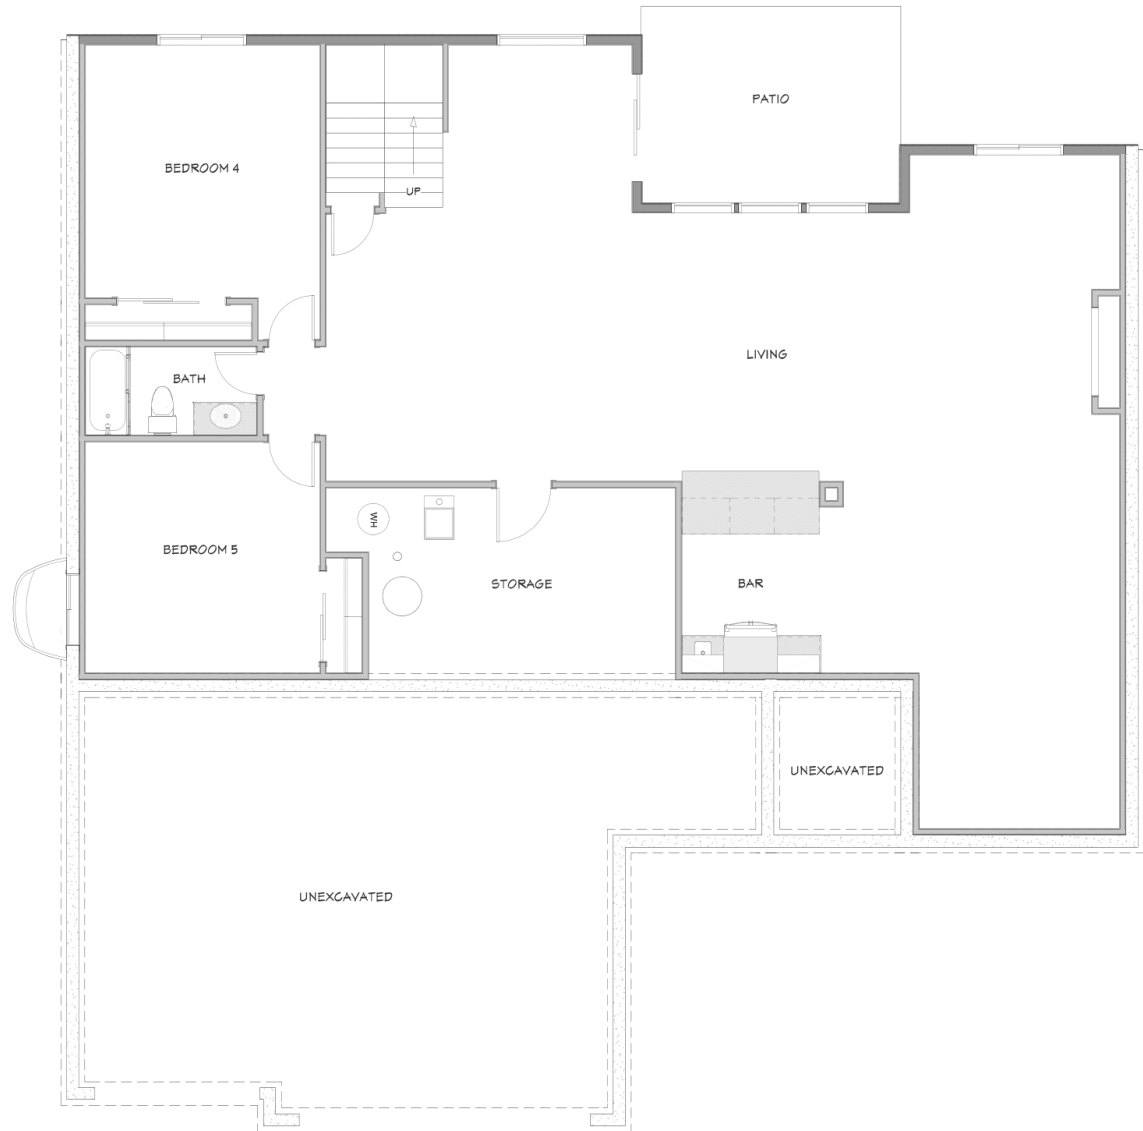 PATIO
BEDROOM 4
UP
LIVING
BATH
WH
BEDROOM 5
STORAGE
BAR
UNEXCAVATED
UNEXCAVATED